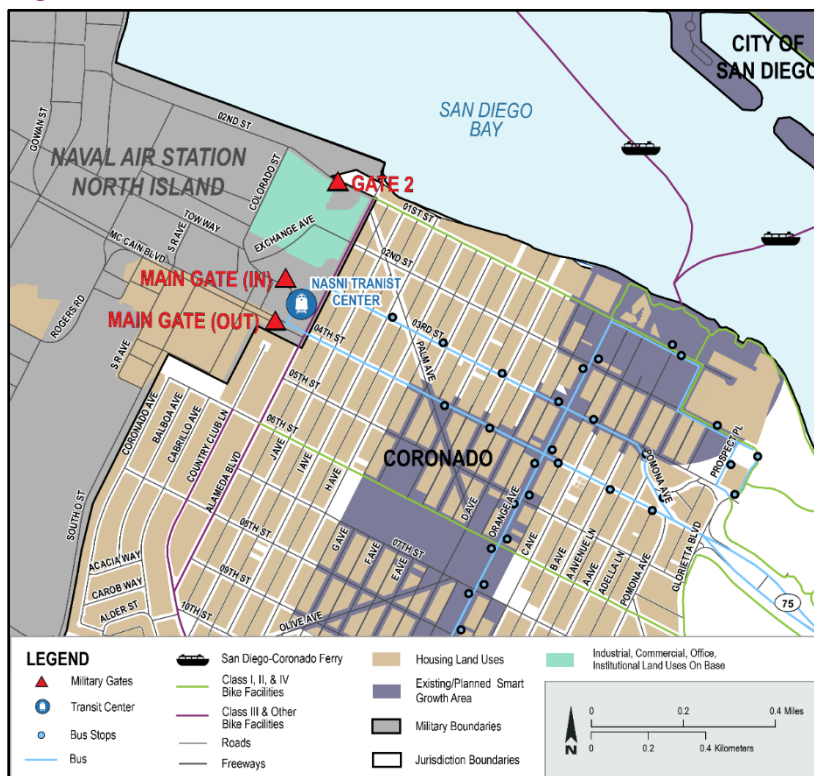 CITY OF
SAN DIEGO
SAN DIEGO
BAY
02ND ST
GOWAN ST
NAVAL AIR STATION
NORTH ISLAND
COLORADO ST
GATE 2
01ST ST
TOW WAY
S R AVE
EXCHANGE AVE
02ND ST
MC CAIN BLVD
MAIN GATE (IN)
NASNI TRANIST
CENTER
ROGERS RD
MAIN GATE (OUT)
03RD ST
04TH ST
PALM AVE
S R AVE
05TH ST
CORONADO AVE
BALBOA AVE
CABRILLO AVE
COUNTRY CLUB LN
06TH ST
ALAMEDA BLVD
J AVE
I AVE
H AVE
CORONADO
PROSPECT PL
POMONA AVE
ORANGE AVE
D AVE
SOUTH O ST
08TH ST
07TH ST
G AVE
F AVE
E AVE
C AVE
B AVE
A AVENUE LN
A AVE
ADELLA LN
POMONA AVE
GLORIETTA BLVD
ACACIA WAY
09TH ST
CAROB WAY
ALDER ST
10TH ST
OLIVE AVE
75
LEGEND
Military Gates
Transit Center
Bus Stops
Bus
San Diego-Coronado Ferry
Class I, II, & IV
Bike Facilities
Class III & Other
Bike Facilities
Roads
Freeways
Housing Land Uses
Existing/Planned Smart
Growth Area
Military Boundaries
Jurisdiction Boundaries
Industrial, Commercial, Office,
Institutional Land Uses On Base
N
0 0.2 0.4 Miles
0 0.2 0.4 Kilometers